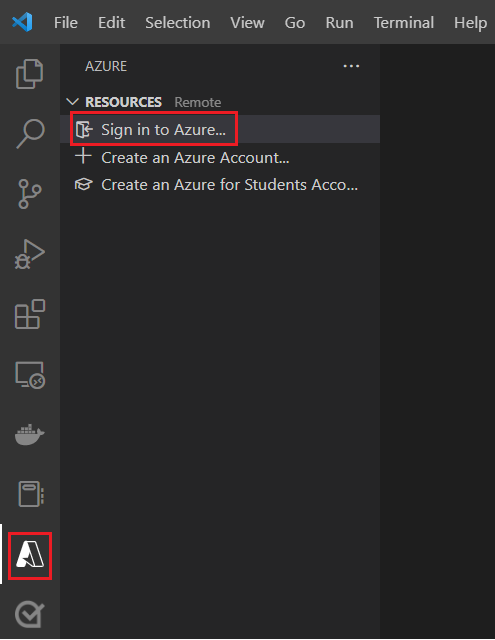 File Edit Selection View Go Run Terminal Help
AZURE ...
RESOURCES Remote
Sign in to Azure...
Create an Azure Account...
Create an Azure for Students Acco...